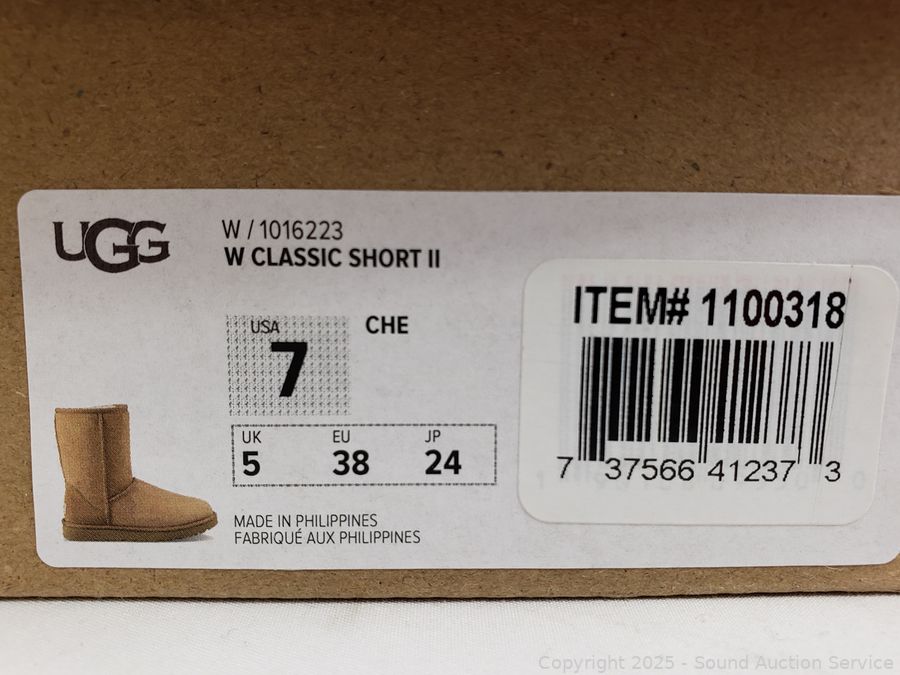 UGG
W / 1016223
W CLASSIC SHORT II
USA
7
CHE
UK EU JP
5 38 24
MADE IN PHILIPPINES
FABRIQUÉ AUX PHILIPPINES
ITEM# 1100318
7 37566 41237 3
Copyright 2025 - Sound Auction Service